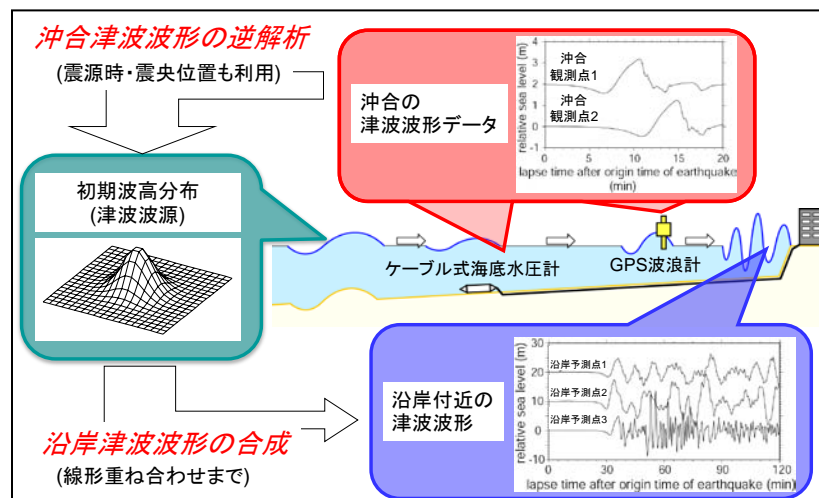 沖合津波波形の逆解析
(震源時・震央位置も利用)
初期波高分布
(津波波源)
沖合の
津波波形データ
relative sea level (m)
4
3
2
1
0
-1
沖合
観測点1
沖合
観測点2
0 5 10 15 20
lapse time after origin time of earthquake
(min)
ケーブル式海底水圧計
GPS波浪計
沿岸付近の
津波波形
relative sea level (m)
30
20
10
0
-10
沿岸予測点1
沿岸予測点2
沿岸予測点3
0 30 60 90 120
lapse time after origin time of earthquake (min)
沿岸津波波形の合成
(線形重ね合わせまで)